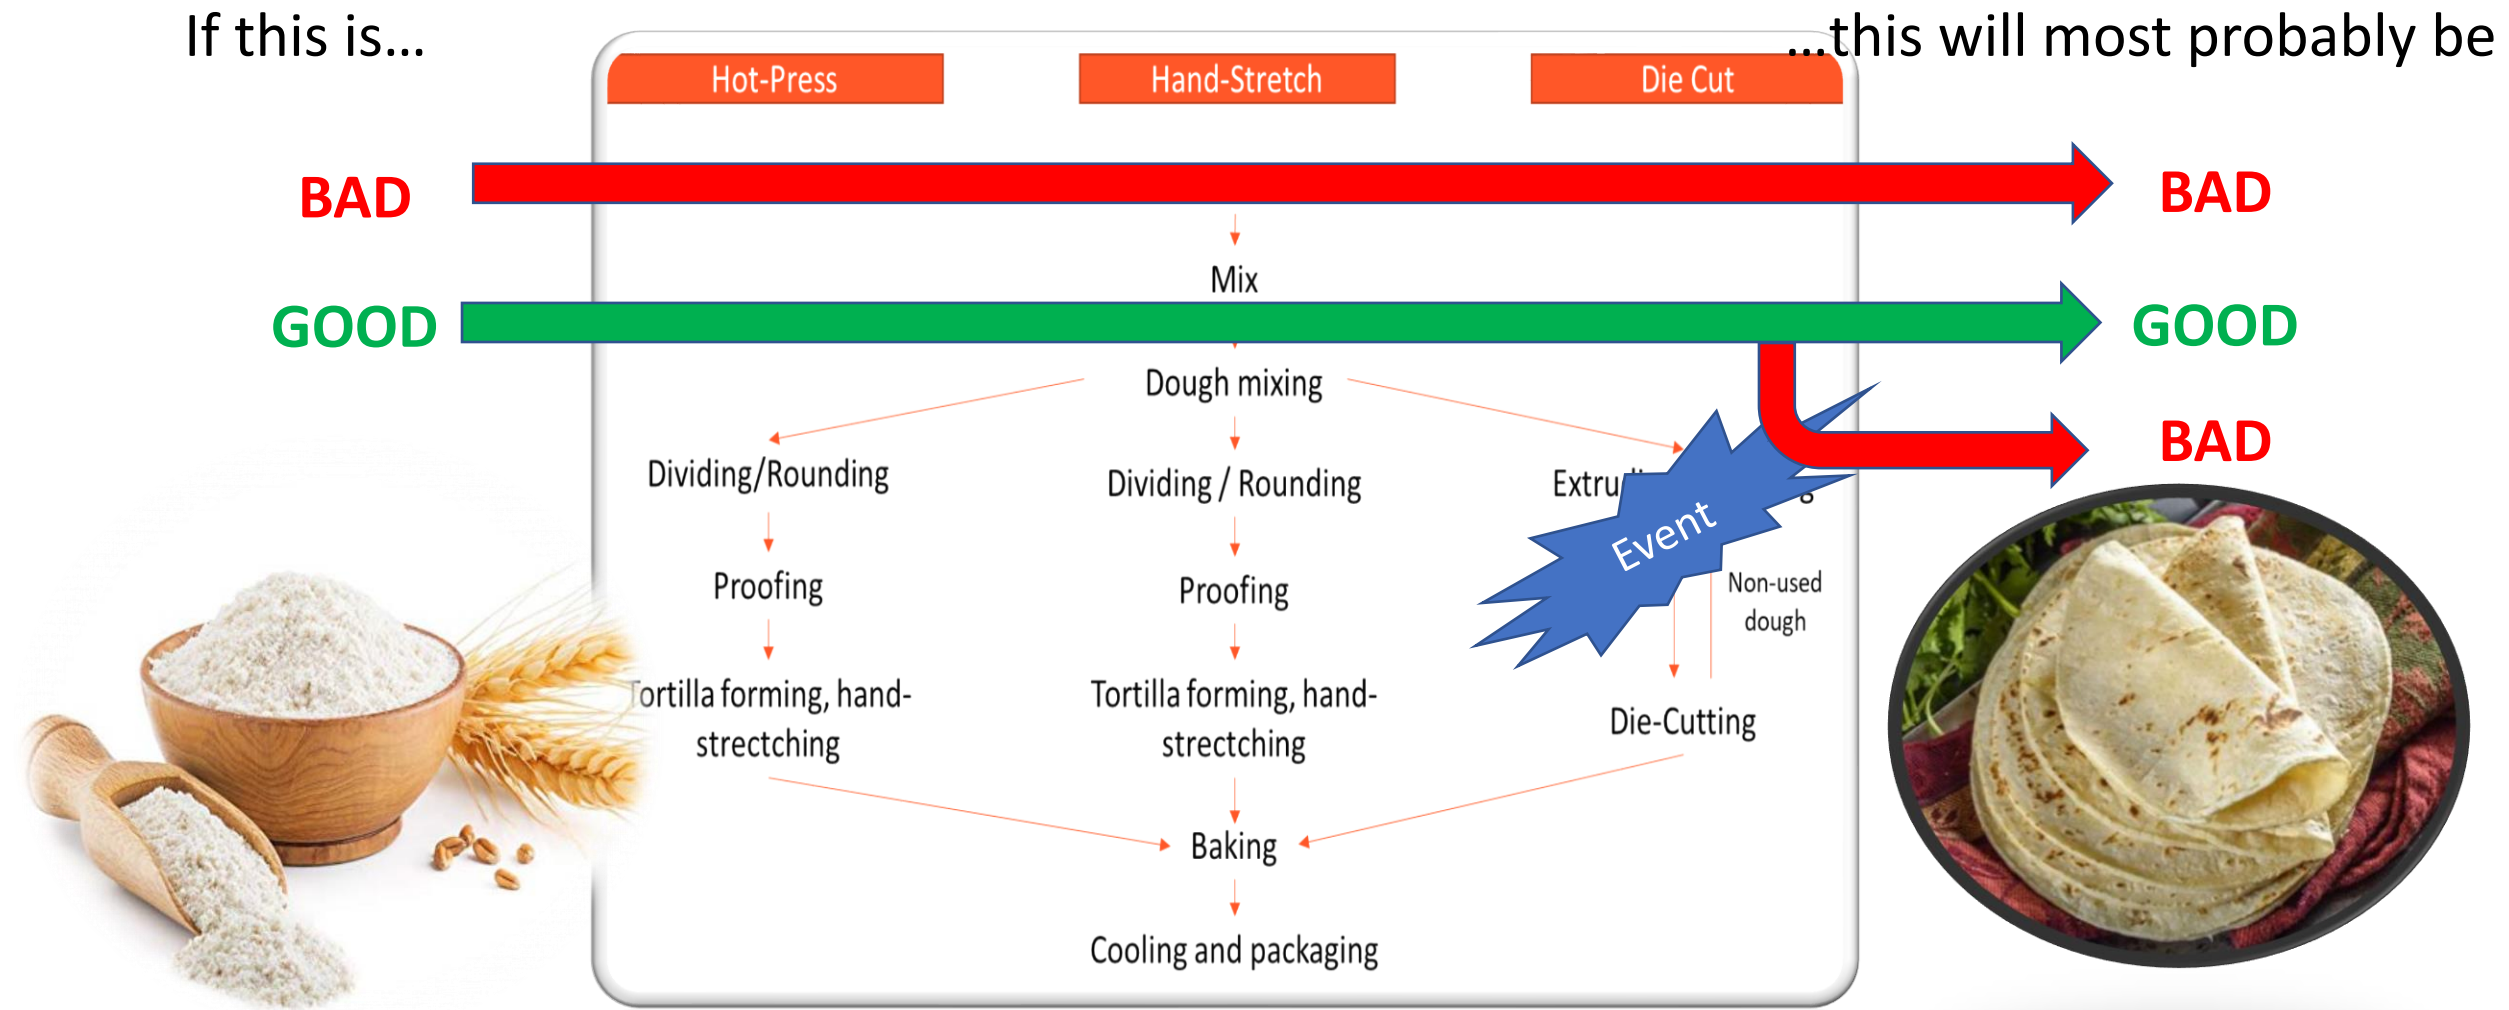 If this is...
...this will most probably be
Hot-Press
Hand-Stretch
Die Cut
BAD
BAD
Mix
GOOD
GOOD
Dough mixing
BAD
Dividing/Rounding
Dividing / Rounding
Event
Proofing
Proofing
Non-used
dough
Tortilla forming, hand-
strectching
Tortilla forming, hand-
strectching
Die-Cutting
Baking
Cooling and packaging